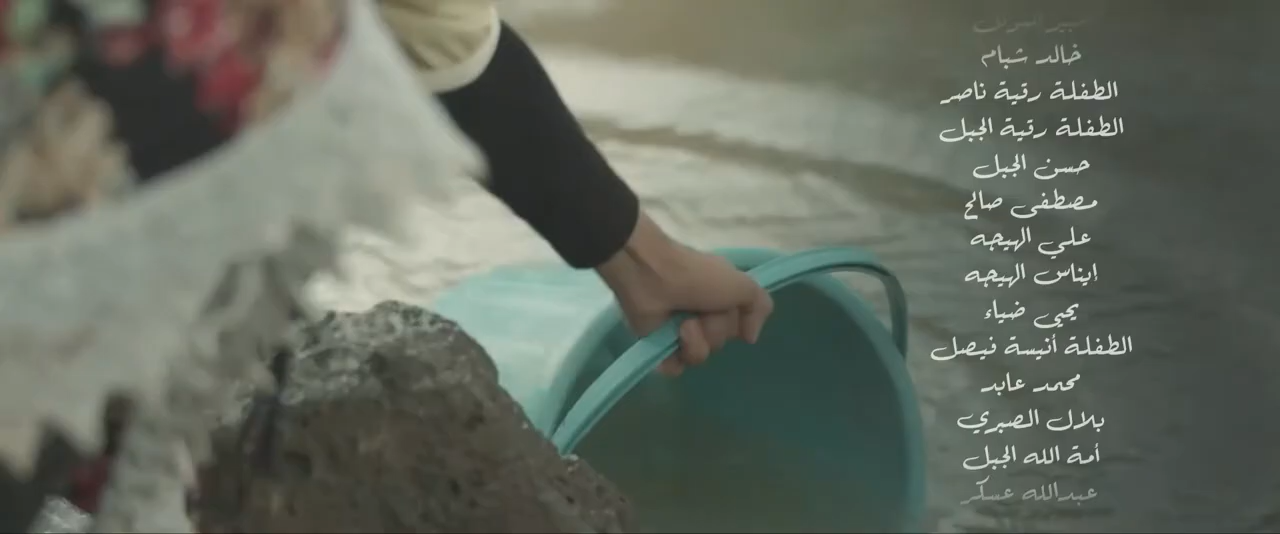 خالد شبام
الطفلة رقية ناصر
الطفلة رقية الجبل
حسن الجبل
مصطفى صالح
علي الهيجه
إيناس الهيجه
يحيى ضياء
الطفلة أنيسة فيصل
محمد عابد
بلال الصبري
أمة الله الجبل
عبدالله عسكر